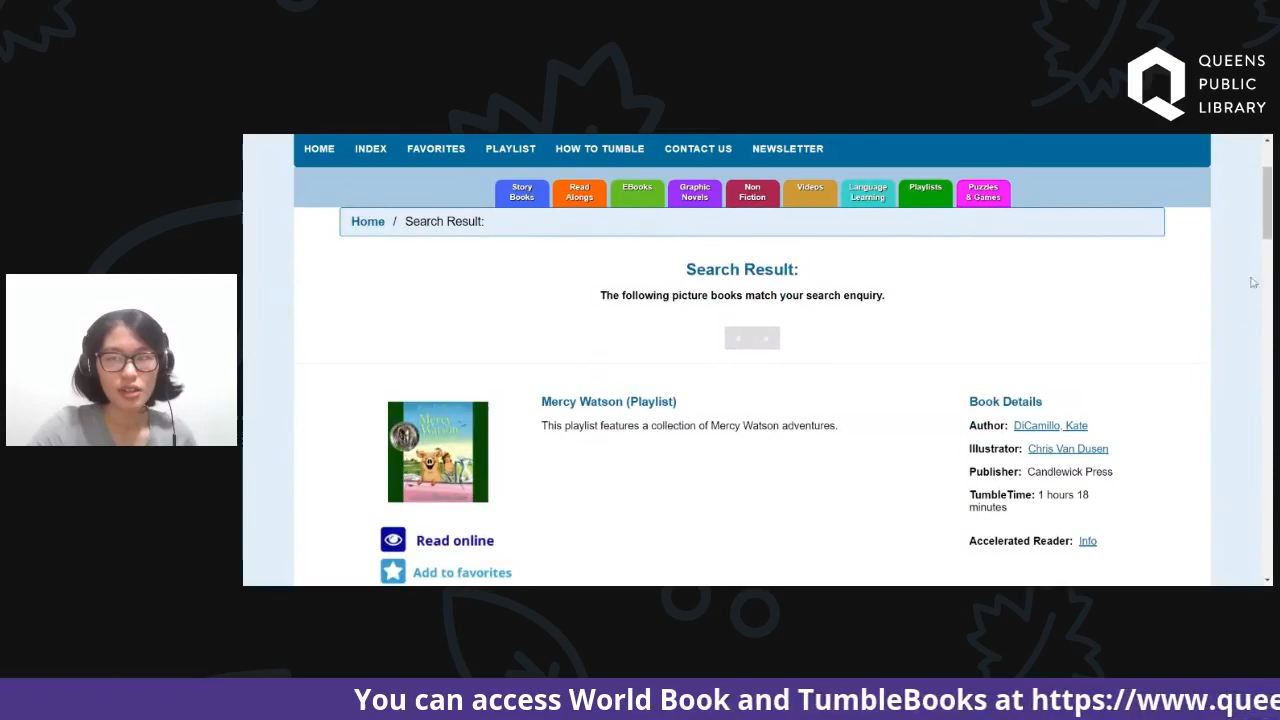 QUEENS
PUBLIC
LIBRARY
HOME INDEX FAVORITES PLAYLIST HOW TO TUMBLE CONTACT US NEWSLETTER
Story
Books
Read
Alongs
EBooks
Graphic
Novels
Non
Fiction
Videos
Language
Learning
Playlists
Puzzles
& Games
Home / Search Result:
Search Result:
The following picture books match your search enquiry.
Mercy
Watson
Mercy Watson (Playlist)
This playlist features a collection of Mercy Watson adventures.
Book Details
Author: DiCamillo, Kate
Illustrator: Chris Van Dusen
Publisher: Candlewick Press
TumbleTime: 1 hours 18
minutes
Accelerated Reader: Info
Read online
Add to favorites
You can access World Book and TumbleBooks at https://www.quee